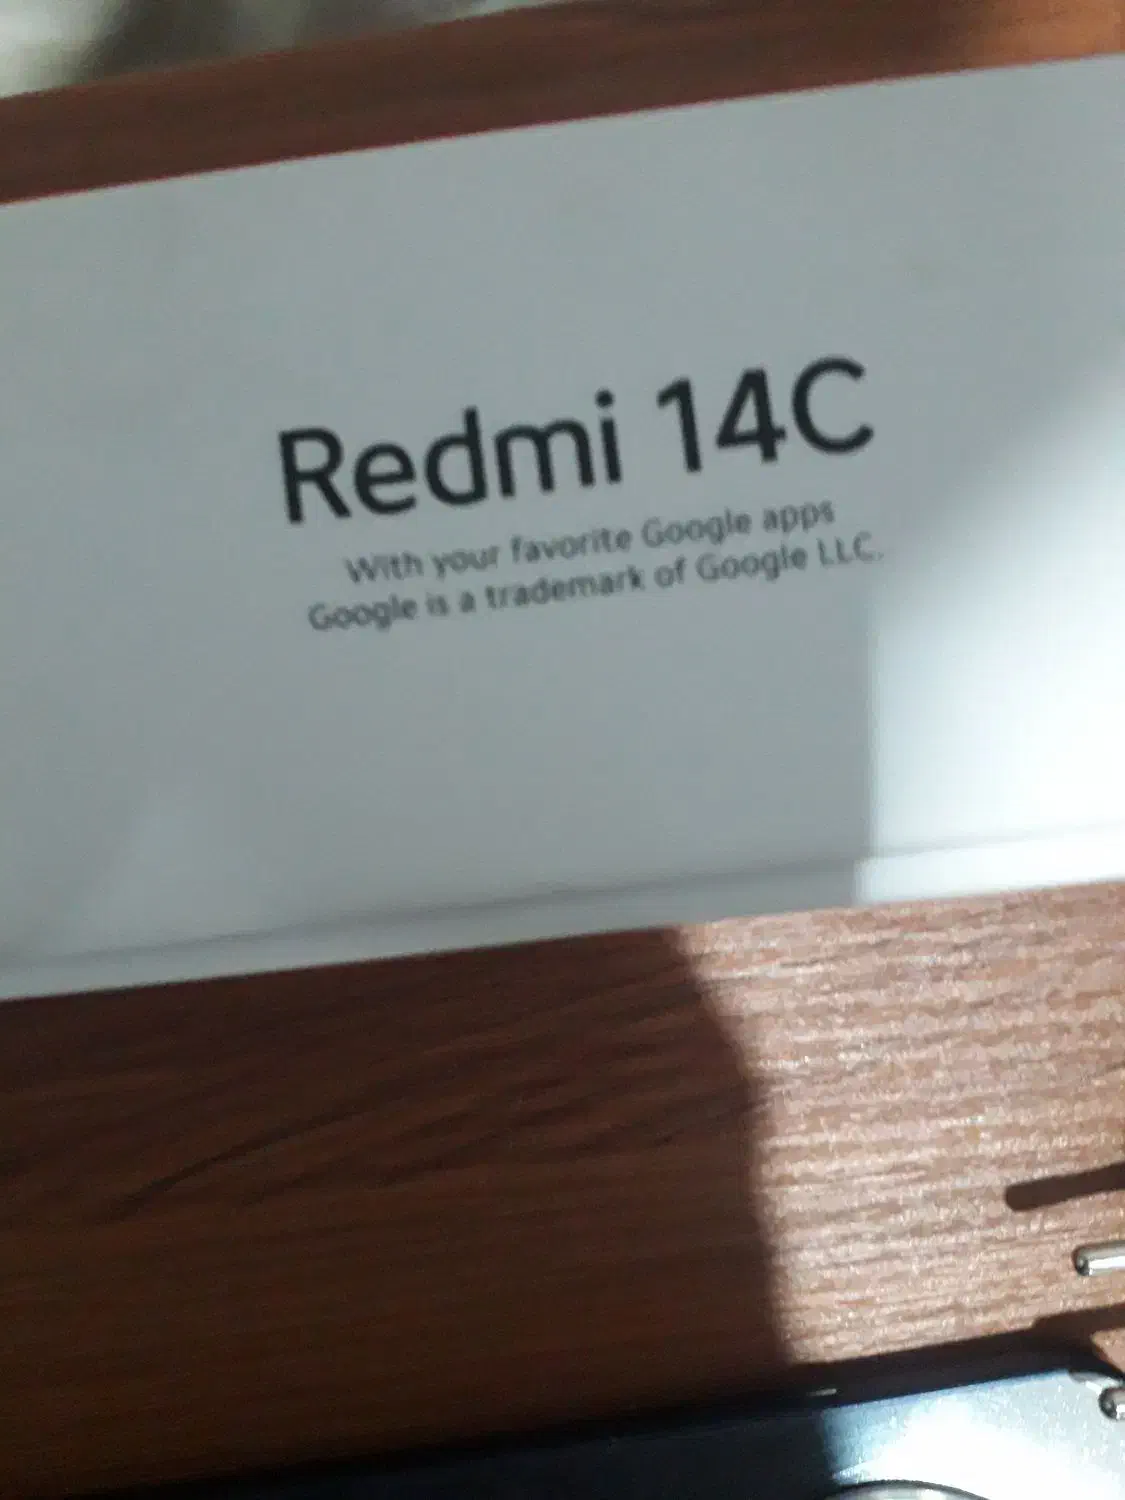 Redmi 14C
With your favorite Google apps
Google is a trademark of Google LLC.